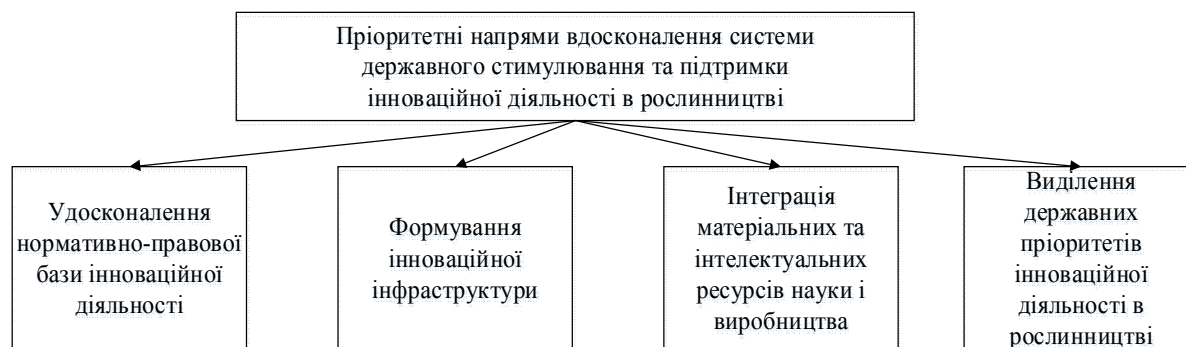 Пріоритетні напрями вдосконалення системи
державного стимулювання та підтримки
інноваційної діяльності в рослинництві
Удосконалення
нормативно-правової
бази інноваційної
діяльності
Формування
інноваційної
інфраструктури
Інтеграція
матеріальних та
інтелектуальних
ресурсів науки і
виробництва
Виділення
державних
пріоритетів
інноваційної
діяльності в
рослинництві